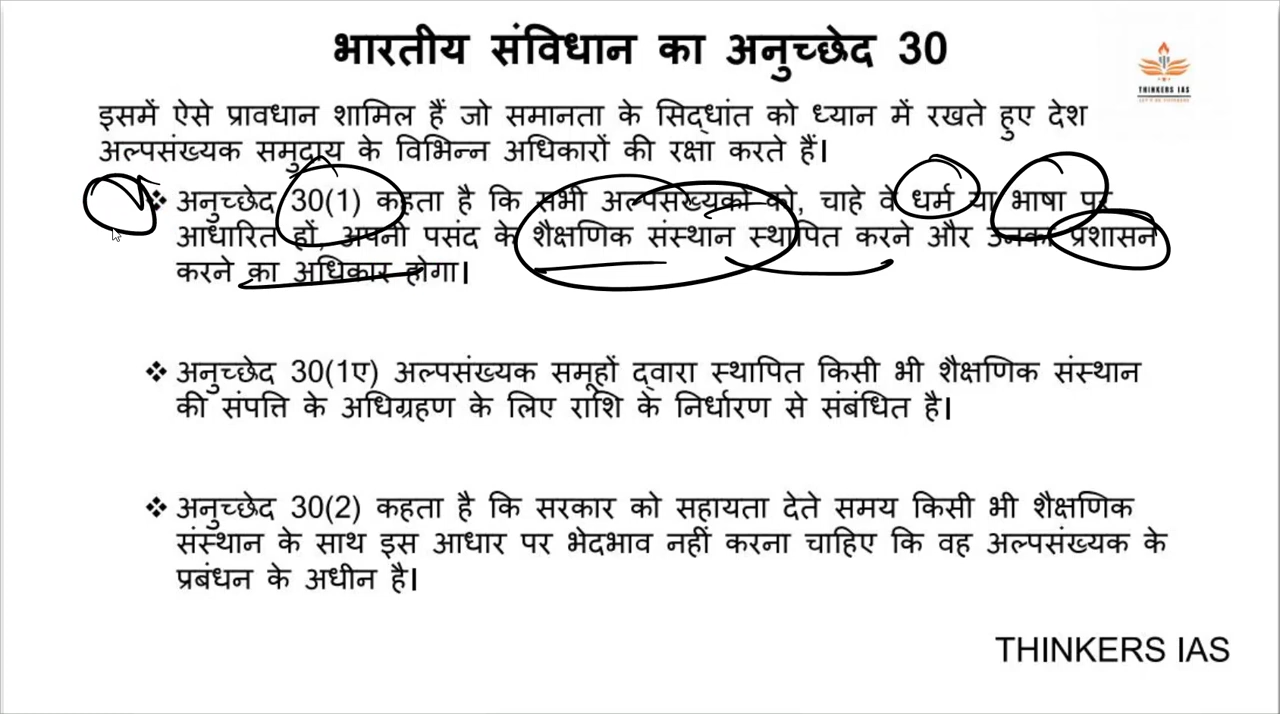 भारतीय संविधान का अनुच्छेद 30
THINKERS IAS
इसमें ऐसे प्रावधान शामिल हैं जो समानता के सिद्धांत को ध्यान में रखते हुए देश
अल्पसंख्यक समुदाय के विभिन्न अधिकारों की रक्षा करते हैं।
❖ अनुच्छेद 30(1) कहता है कि सभी अल्पसंख्यकों को, चाहे वे धर्म या भाषा पर
आधारित हों, अपनी पसंद के शैक्षणिक संस्थान स्थापित करने और उनका प्रशासन
करने का अधिकार होगा।
❖ अनुच्छेद 30(1ए) अल्पसंख्यक समूहों द्वारा स्थापित किसी भी शैक्षणिक संस्थान
की संपत्ति के अधिग्रहण के लिए राशि के निर्धारण से संबंधित है।
❖ अनुच्छेद 30(2) कहता है कि सरकार को सहायता देते समय किसी भी शैक्षणिक
संस्थान के साथ इस आधार पर भेदभाव नहीं करना चाहिए कि वह अल्पसंख्यक के
प्रबंधन के अधीन है।
THINKERS IAS